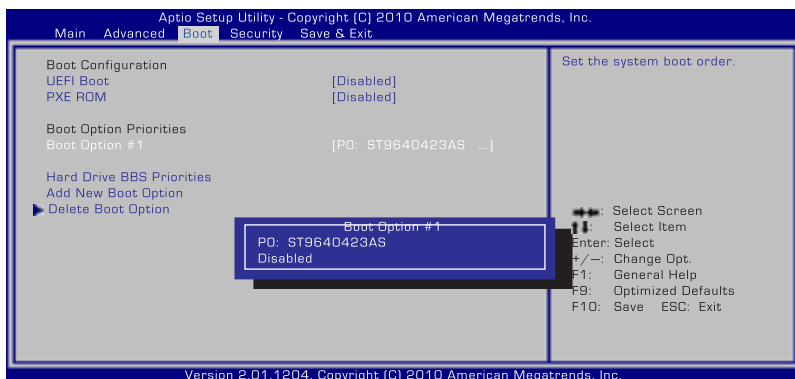 Aptio Setup Utility - Copyright (C) 2010 American Megatrends, Inc.
Main Advanced Boot Security Save & Exit
Boot Configuration
UEFI Boot [Disabled]
PXE ROM [Disabled]
Boot Option Priorities
Boot Option #1 [P0: ST9640423AS ...]
Hard Drive BBS Priorities
Add New Boot Option
Delete Boot Option
Boot Option #1
P0: ST9640423AS
Disabled
Set the system boot order.
: Select Screen
: Select Item
Enter: Select
+/—: Change Opt.
F1: General Help
F9: Optimized Defaults
F10: Save ESC: Exit
Version 2.01.1204. Copyright (C) 2010 American Megatrends, Inc.